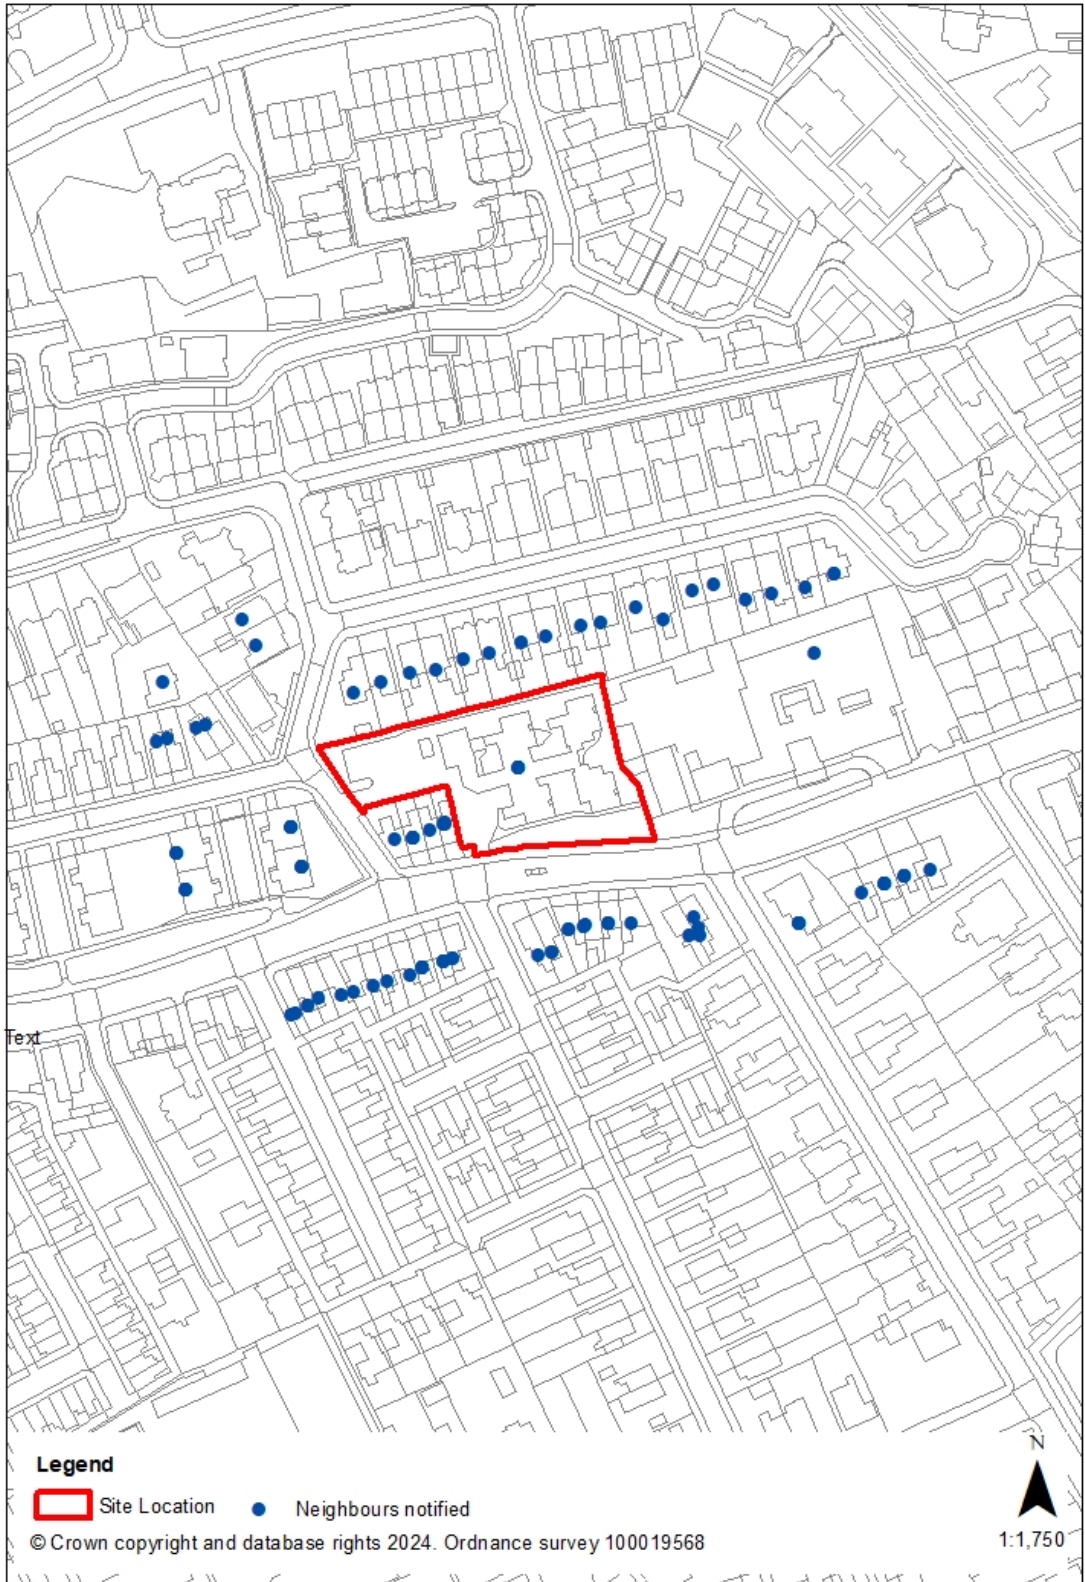 Text
Legend
Site Location Neighbours notified
© Crown copyright and database rights 2024. Ordnance survey 100019568
N
1:1,750